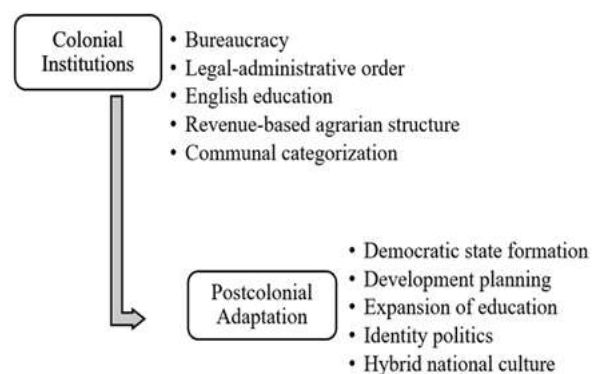 Colonial
Institutions
• Bureaucracy
• Legal-administrative order
• English education
• Revenue-based agrarian structure
• Communal categorization
Postcolonial
Adaptation
• Democratic state formation
• Development planning
• Expansion of education
• Identity politics
• Hybrid national culture